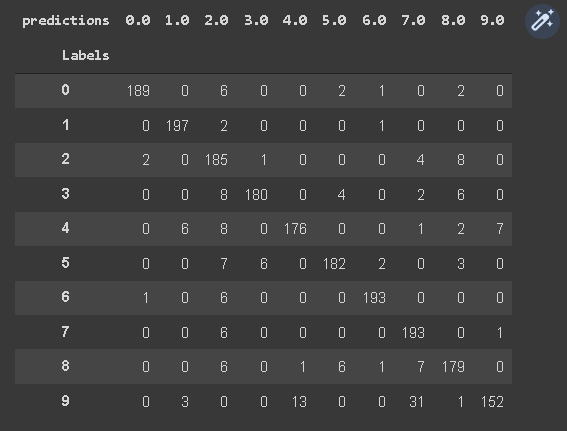 predictions 0.0 1.0 2.0 3.0 4.0 5.0 6.0 7.0 8.0 9.0
Labels
0 189 0 6 0 0 2 1 0 2 0
1 0 197 2 0 0 0 1 0 0 0
2 2 0 185 1 0 0 0 4 8 0
3 0 0 8 180 0 4 0 2 6 0
4 0 6 8 0 176 0 0 1 2 7
5 0 0 7 6 0 182 2 0 3 0
6 1 0 6 0 0 0 193 0 0 0
7 0 0 6 0 0 0 0 193 0 1
8 0 0 6 0 1 6 1 7 179 0
9 0 3 0 0 13 0 0 31 1 152